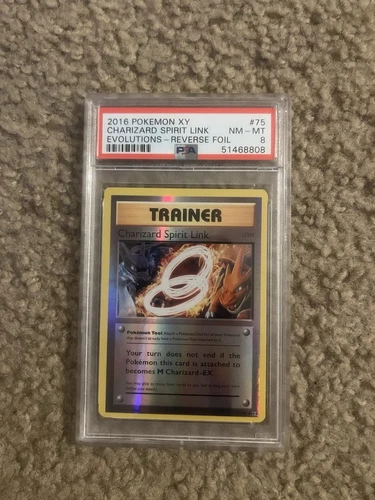 2016 POKEMON XY #75
CHARIZARD SPIRIT LINK NM - MT
EVOLUTIONS - REVERSE FOIL 8
PSA 51468808
TRAINER
Charizard Spirit Link
Pokémon Tool
Your turn does not end if the
Pokémon this card is attached to
becomes M Charizard-EX.